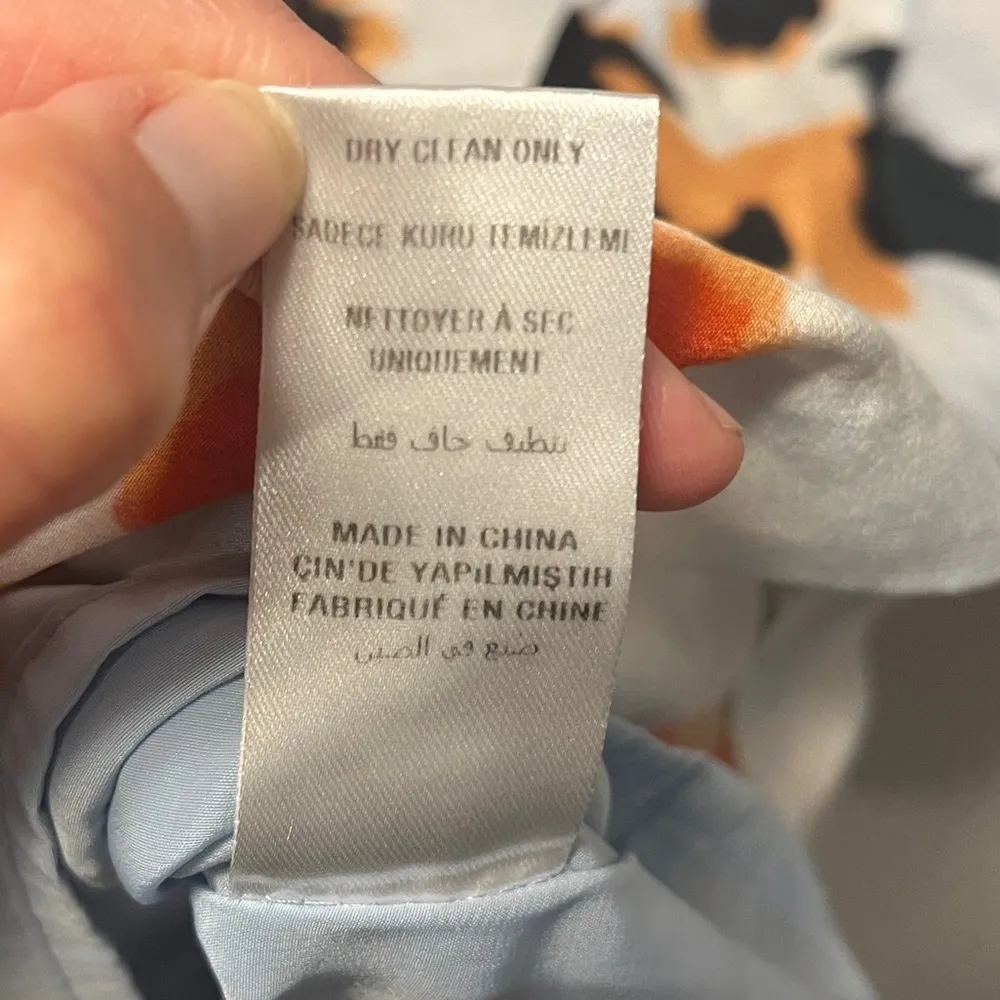 DRY CLEAN ONLY
SADECE KURU TEMİZLEME
NETTOYER À SEC
UNIQUEMENT
تنظيف جاف فقط
MADE IN CHINA
ÇIN'DE YAPiLMIŞTIR
FABRIQUÉ EN CHINE
صنع في الصين